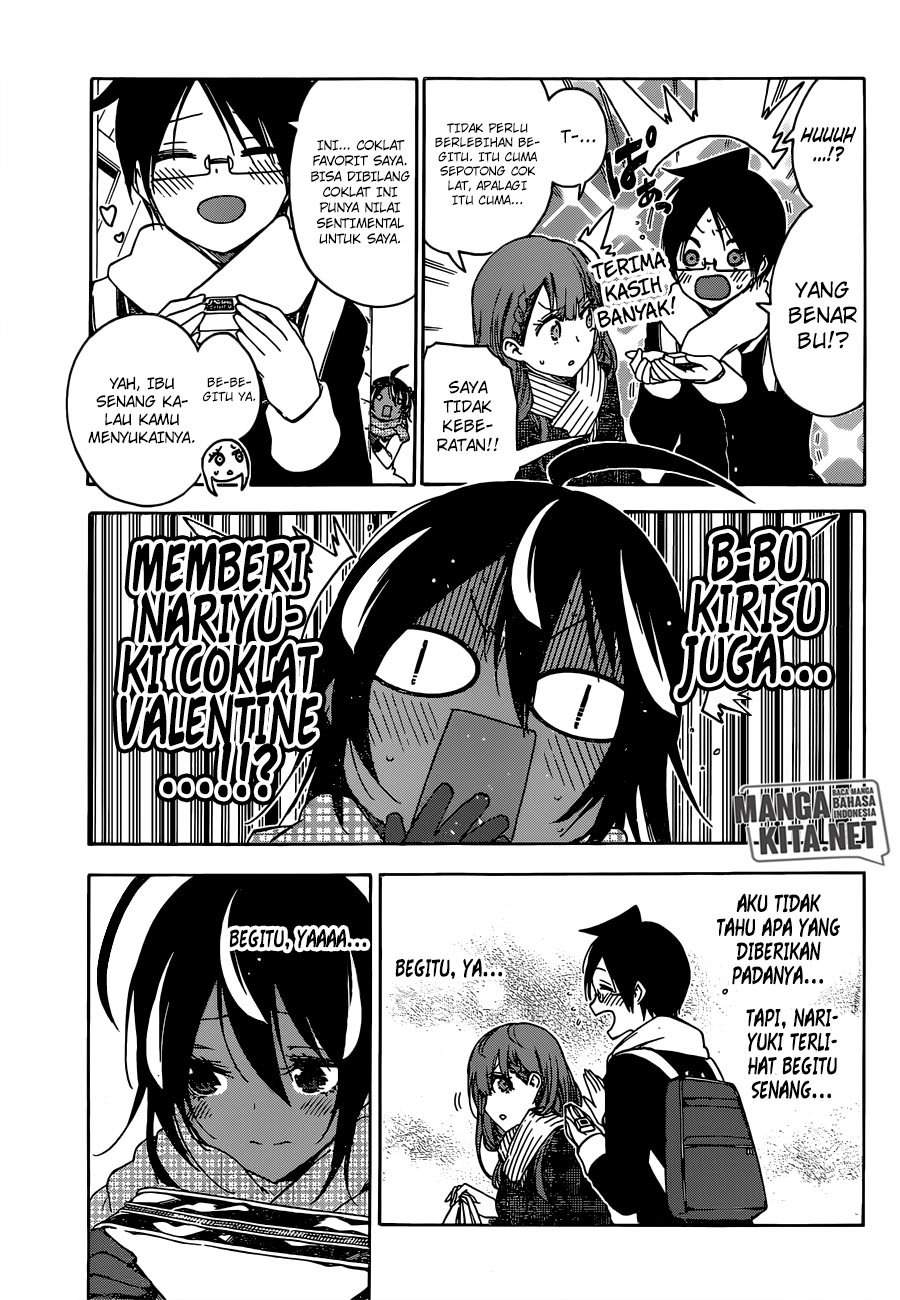 HUUUH
...!?
YANG
BENAR
BU!?
T-...
TIDAK PERLU
BERLEBIHAN BE-
GITU. ITU CUMA
SEPOTONG COK
LAT, APALAGI
ITU CUMA...
ぱあっ
TERIMA
KASIH
BANYAK!
SAYA
TIDAK
KEBE-
RATAN!!
INI... COKLAT
FAVORIT SAYA.
BISA DIBILANG
COKLAT INI
PUNYA NILAI
SENTIMENTAL
UNTUK SAYA.
BE-BE-
GITU YA.
YAH, IBU
SENANG KA-
LAU KAMU
MENYUKAINYA.
B-BU
KIRISU
JUGA...
MEMBERI
NARIYU-
KI COKLAT
VALENTINE
...!!?
MANGA
BACA MANGA
BAHASA
INDONESIA
-KITA.NET
AKU TIDAK
TAHU APA YANG
DIBERIKAN
PADANYA...
TAPI, NARI-
YUKI TERLI-
HAT BEGITU
SENANG...
BEGITU, YA...
BEGITU, YAAAA...